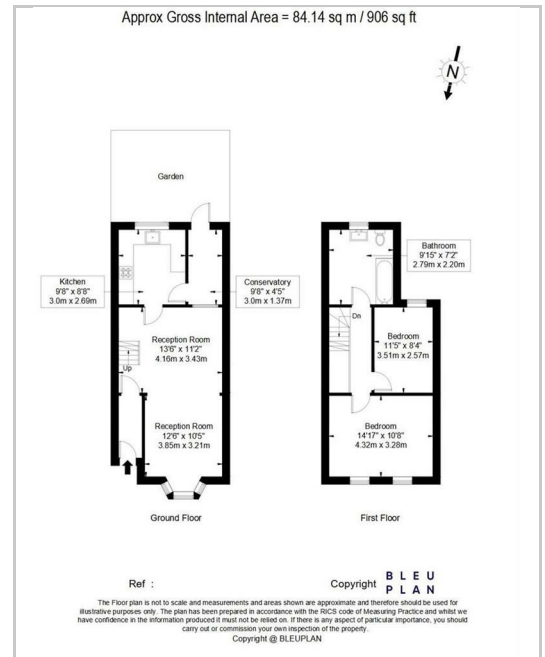 Approx Gross Internal Area = 84.14 sq m / 906 sq ft
N
Garden
Kitchen
9'8" x 8'8"
3.0m x 2.69m
Conservatory
9'8" x 4'5"
3.0m x 1.37m
Reception Room
13'6" x 11'2"
4.16m x 3.43m
Up
Reception Room
12'6" x 10'5"
3.85m x 3.21m
Ground Floor
Bathroom
9'15" x 7'2"
2.79m x 2.20m
Dn
Bedroom
11'5" x 8'4"
3.51m x 2.57m
Bedroom
14'17" x 10'8"
4.32m x 3.28m
First Floor
Ref :
Copyright
BLEU
PLAN
The Floor plan is not to scale and measurements and areas shown are approximate and therefore should be used for
illustrative purposes only. The plan has been prepared in accordance with the RICS code of Measuring Practice and whilst we
have confidence in the information produced it must not be relied on. If there is any aspect of particular importance, you should
carry out or commission your own inspection of the property.
Copyright @ BLEUPLAN